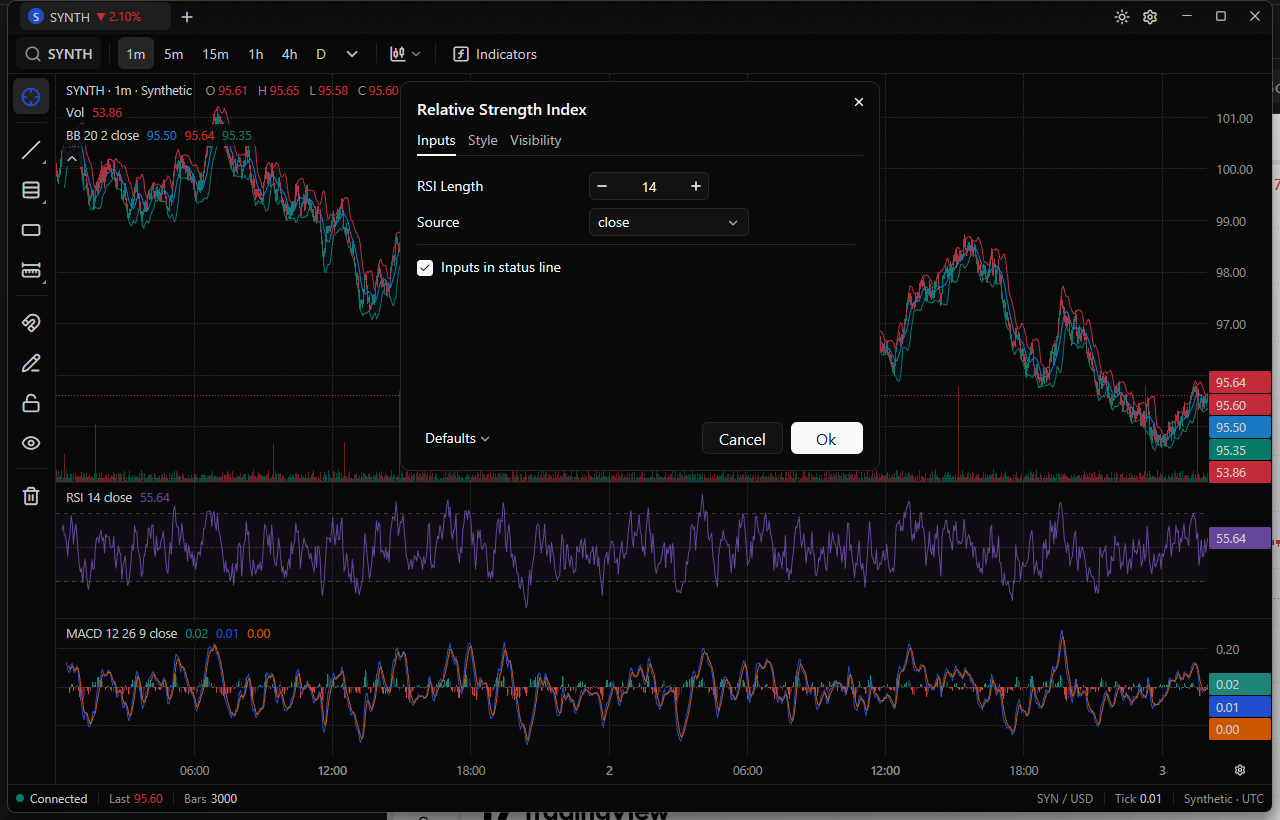 S SYNTH ▼ 2.10% +
SYNTH 1m 5m 15m 1h 4h D Indicators
SYNTH · 1m · Synthetic O 95.61 H 95.65 L 95.58 C 95.60
Vol 53.86
BB 20 2 close 95.50 95.64 95.35
Relative Strength Index
Inputs Style Visibility
RSI Length − 14 +
Source close
Inputs in status line
Defaults Cancel Ok
101.00
100.00
99.00
98.00
97.00
95.64
95.60
95.50
95.35
53.86
RSI 14 close 55.64
55.64
MACD 12 26 9 close 0.02 0.01 0.00
0.20
0.02
0.01
0.00
06:00 12:00 18:00 2 06:00 12:00 18:00 3
Connected Last 95.60 Bars 3000 SYN / USD Tick 0.01 Synthetic · UTC
TradingView